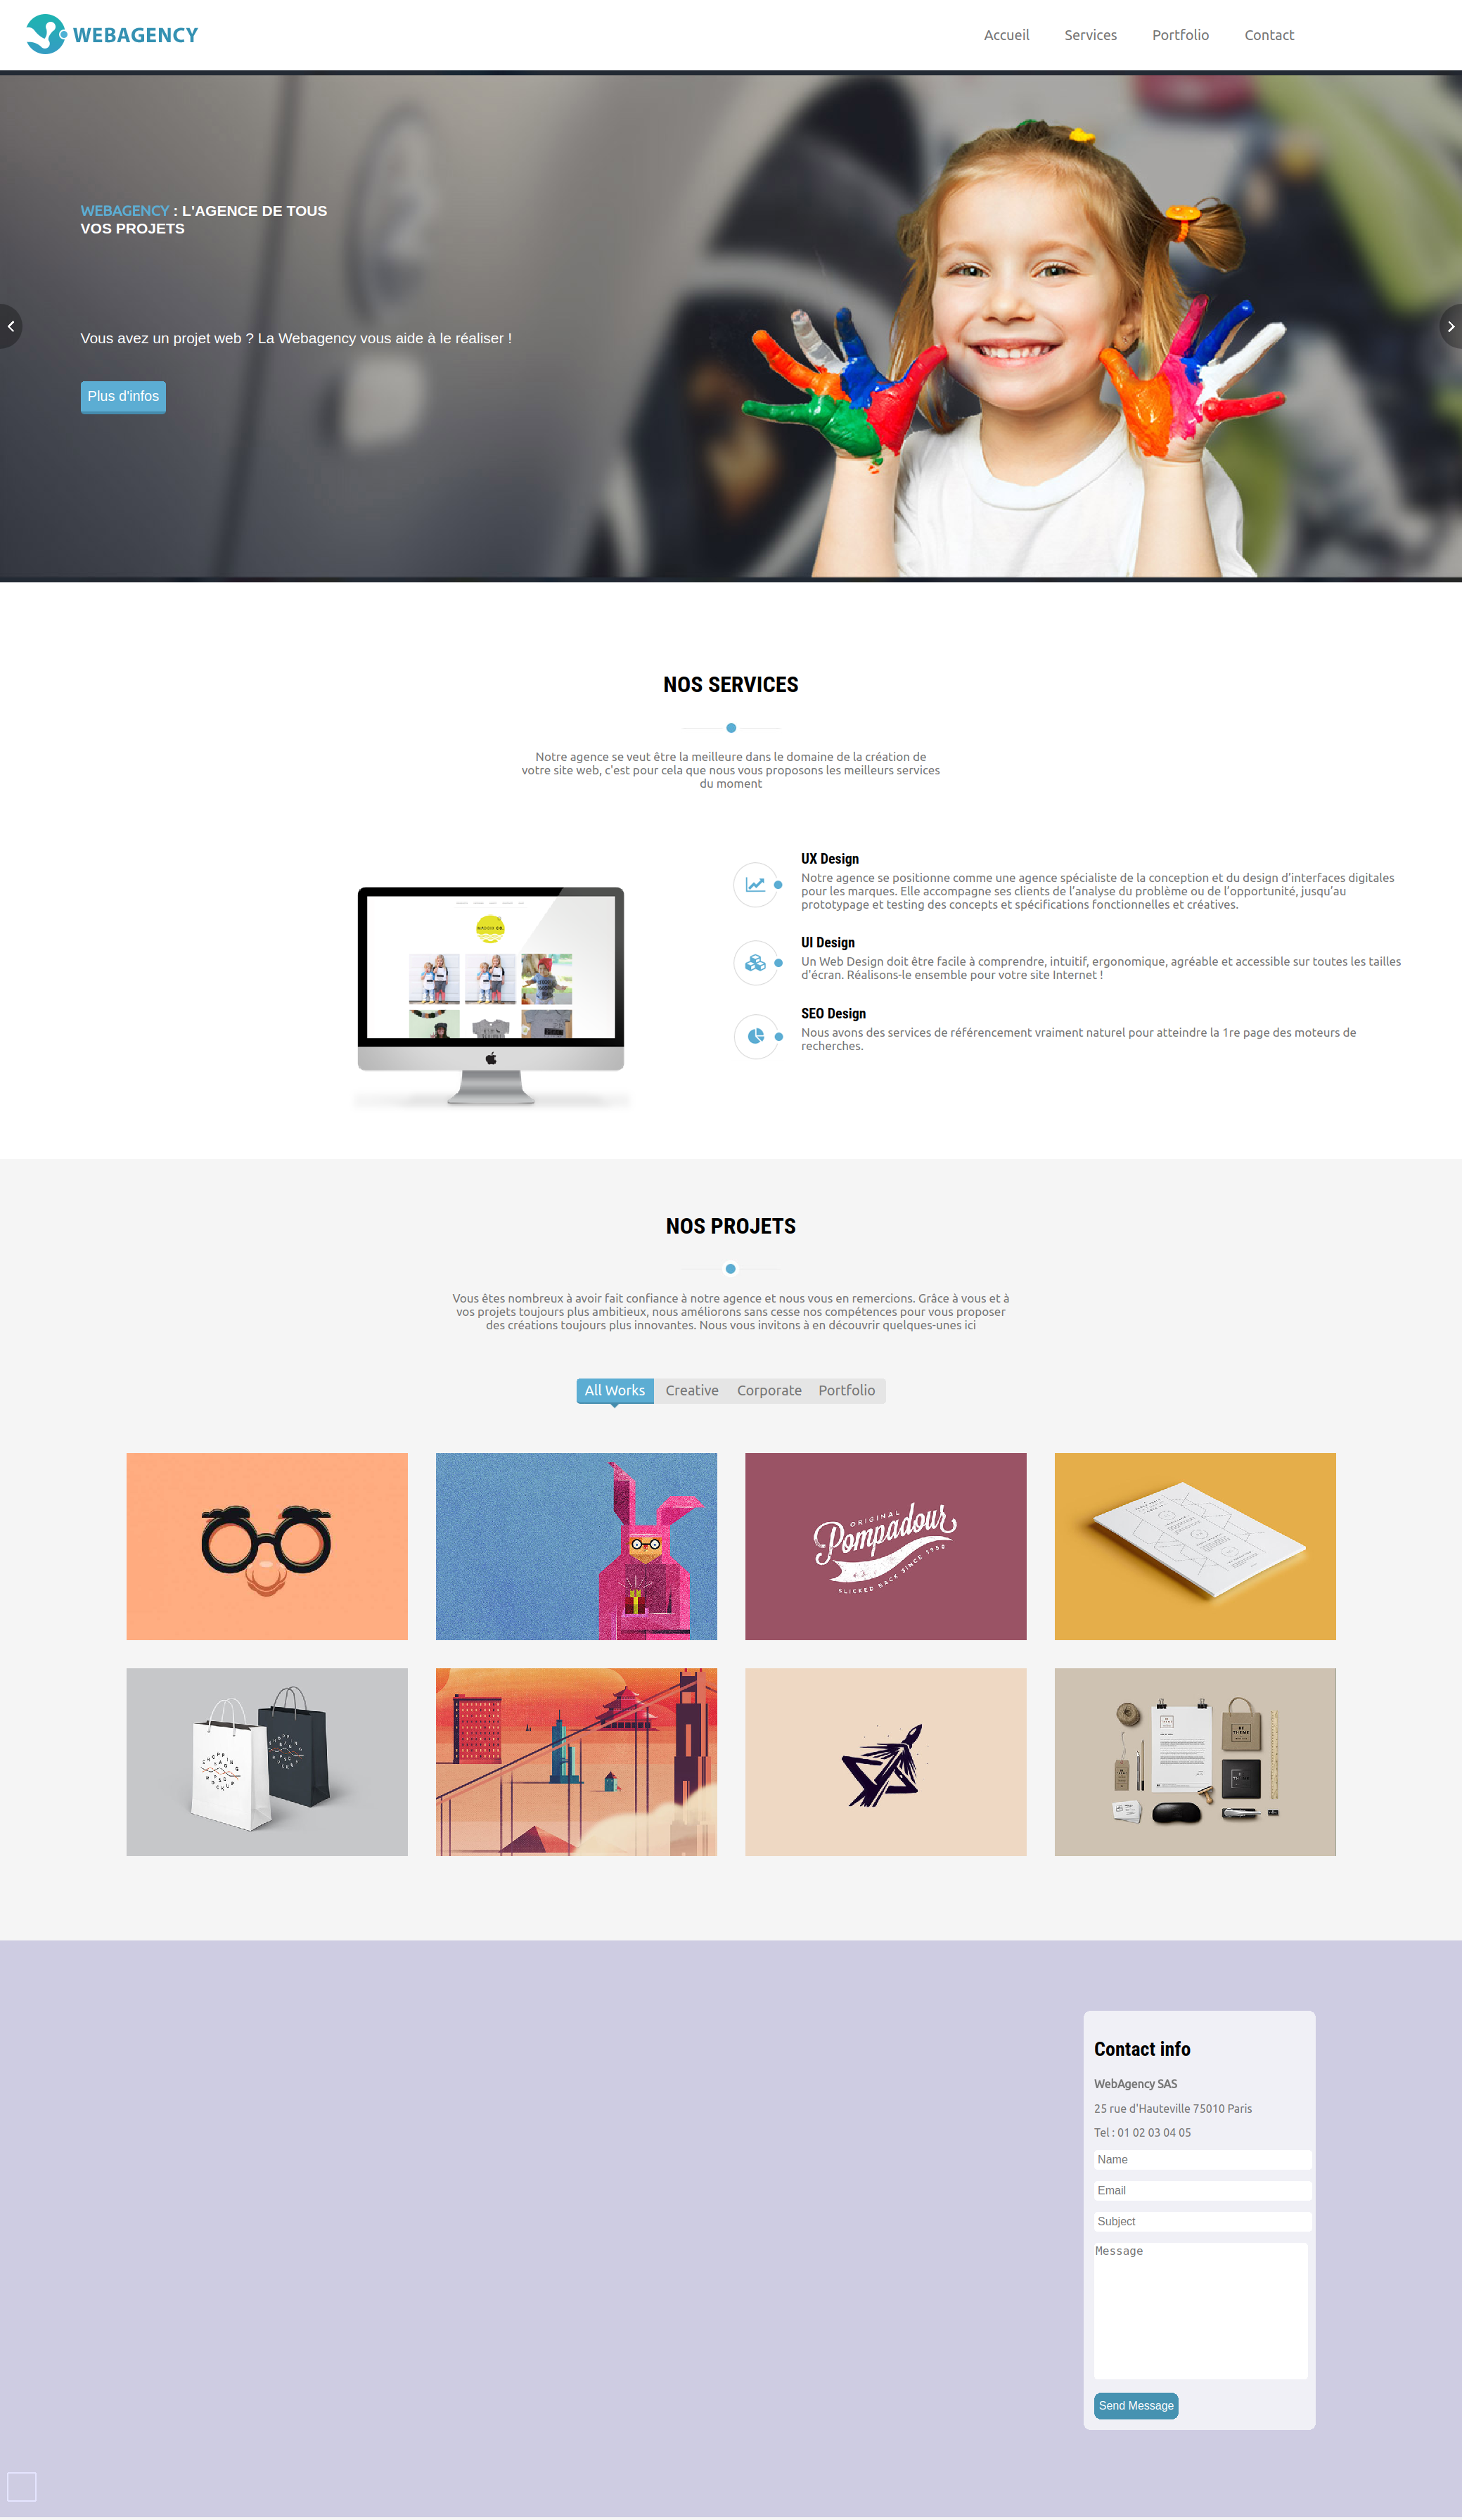 WEBAGENCY
Accueil Services Portfolio Contact
WEBAGENCY : L'AGENCE DE TOUS
VOS PROJETS
Vous avez un projet web ? La Webagency vous aide à le réaliser !
Plus d'infos
NOS SERVICES
Notre agence se veut être la meilleure dans le domaine de la création de
votre site web, c'est pour cela que nous vous proposons les meilleurs services
du moment
UX Design
Notre agence se positionne comme une agence spécialiste de la conception et du design d'interfaces digitales
pour les marques. Elle accompagne ses clients de l'analyse du problème ou de l'opportunité, jusqu'au
prototypage et testing des concepts et spécifications fonctionnelles et créatives.
UI Design
Un Web Design doit être facile à comprendre, intuitif, ergonomique, agréable et accessible sur toutes les tailles
d'écran. Réalisons-le ensemble pour votre site Internet !
SEO Design
Nous avons des services de référencement vraiment naturel pour atteindre la 1re page des moteurs de
recherches.
NOS PROJETS
Vous êtes nombreux à avoir fait confiance à notre agence et nous vous en remercions. Grâce à vous et à
vos projets toujours plus ambitieux, nous améliorons sans cesse nos compétences pour vous proposer
des créations toujours plus innovantes. Nous vous invitons à en découvrir quelques-unes ici
All Works Creative Corporate Portfolio
ORIGINAL
Pompadour
SLICKED BACK SINCE 1950
Contact info
WebAgency SAS
25 rue d'Hauteville 75010 Paris
Tel : 01 02 03 04 05
Name
Email
Subject
Message
Send Message